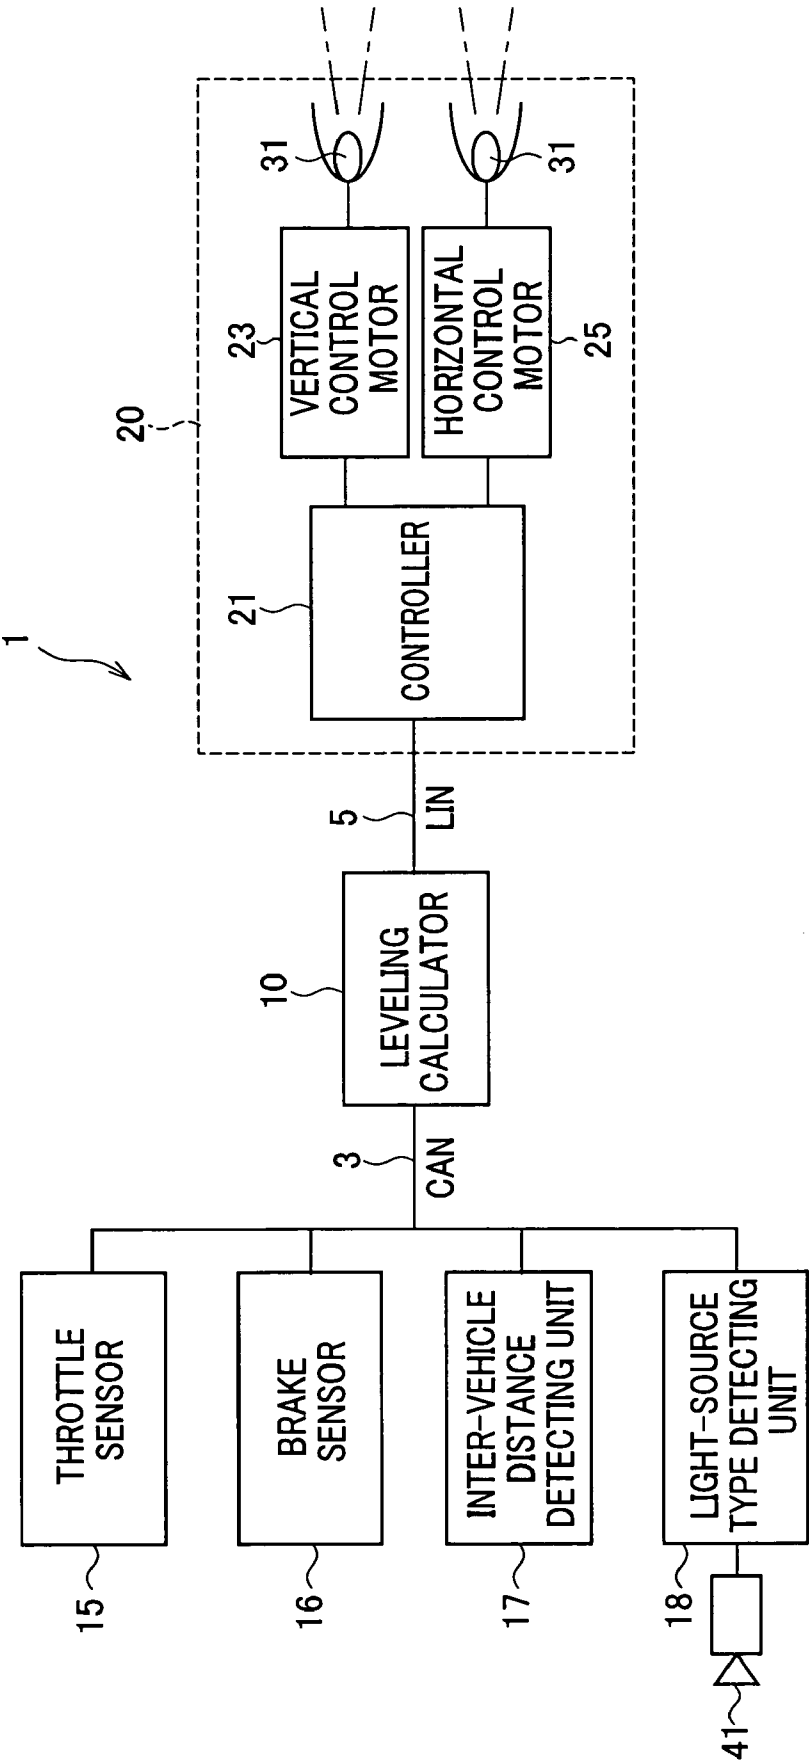 1
15
THROTTLE
SENSOR
16
BRAKE
SENSOR
17
INTER-VEHICLE
DISTANCE
DETECTING UNIT
41
18
LIGHT-SOURCE
TYPE DETECTING
UNIT
3
CAN
10
LEVELING
CALCULATOR
5
LIN
20
21
CONTROLLER
23
VERTICAL
CONTROL
MOTOR
31
25
HORIZONTAL
CONTROL
MOTOR
31